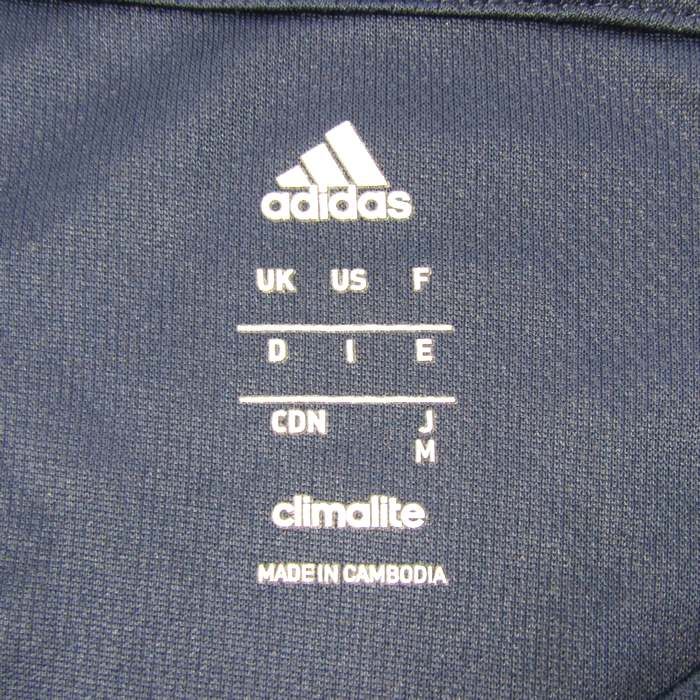 adidas
UK US F
D I E
CDN J
M
climalite
MADE IN CAMBODIA